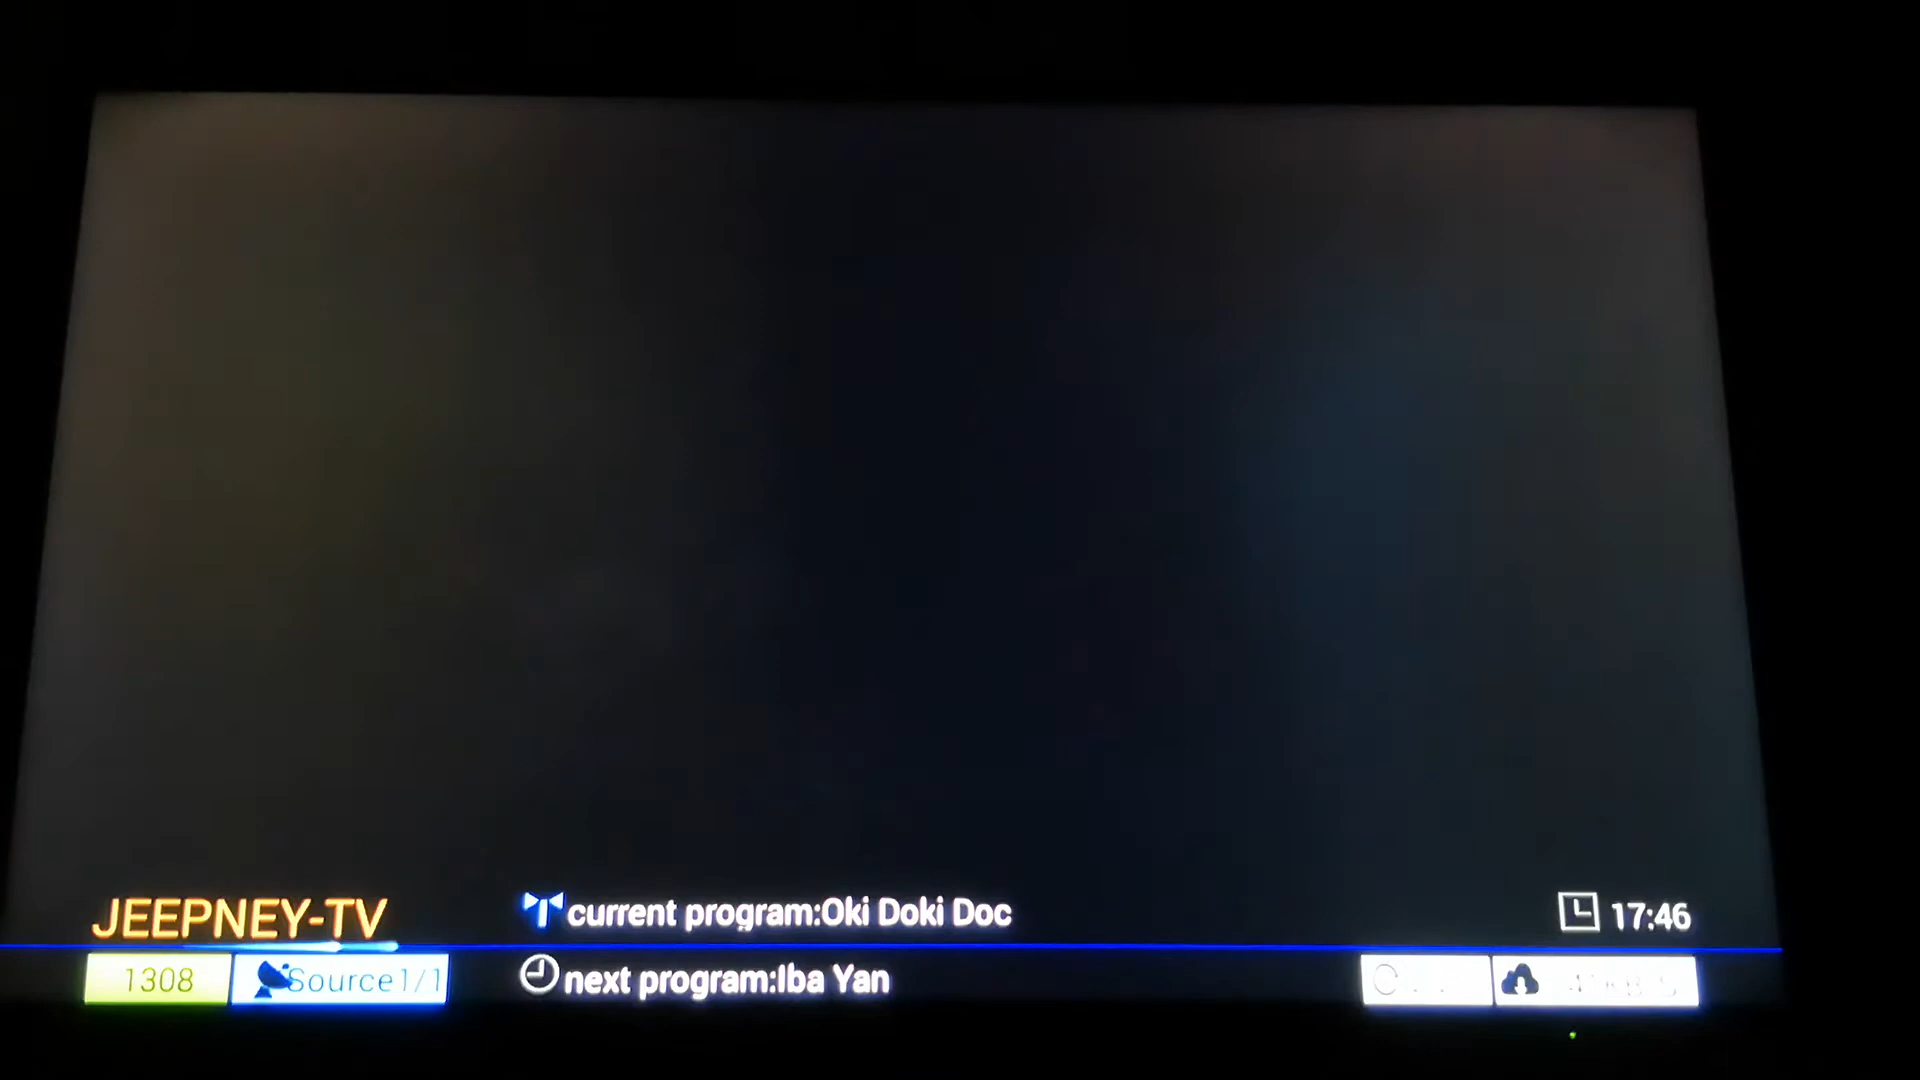 JEEPNEY-TV
current program:Oki Doki Doc
17:46
1308
Source1/1
next program:Iba Yan